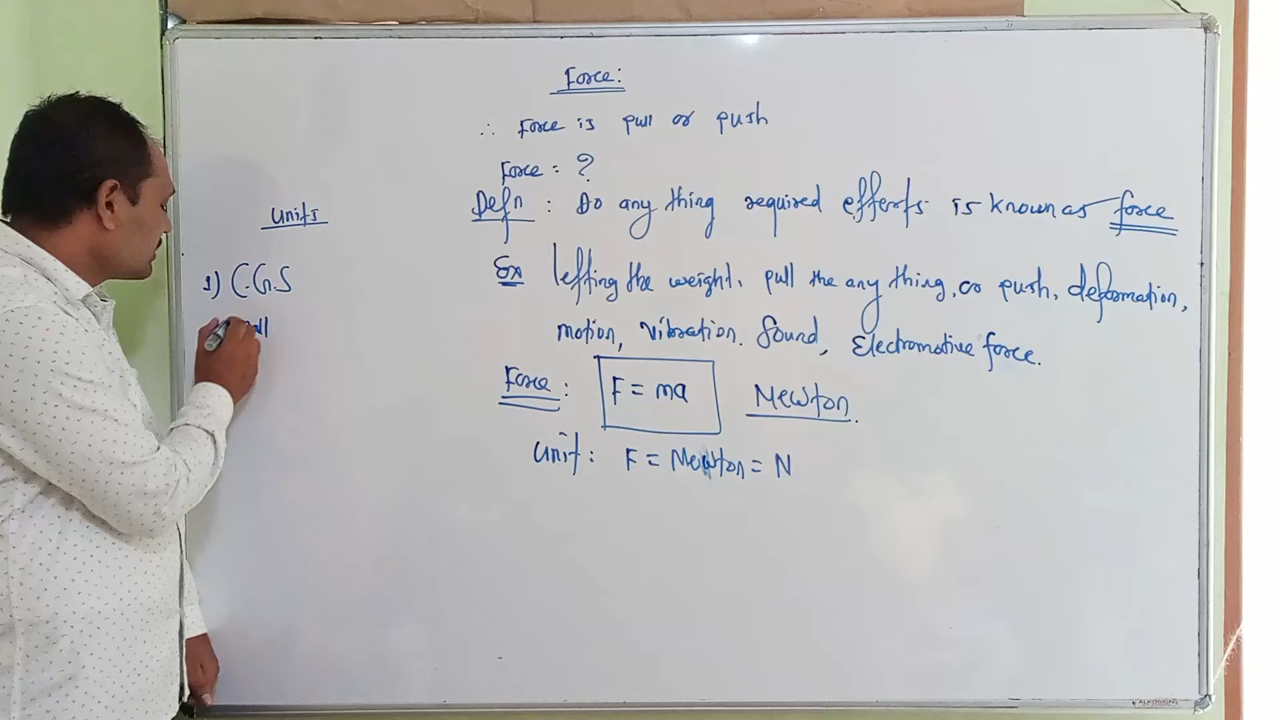 Force:
∴ Force is pull or push
Force = ?
Defn : Do any thing required efferts is known as force
Ex leffing the weight, pull the any thing, or push, deformation,
motion, vibration. Sound, Electromotive force.
Force : F = ma Newton.
Unit : F = Newton = N
Units
1) C.G.S